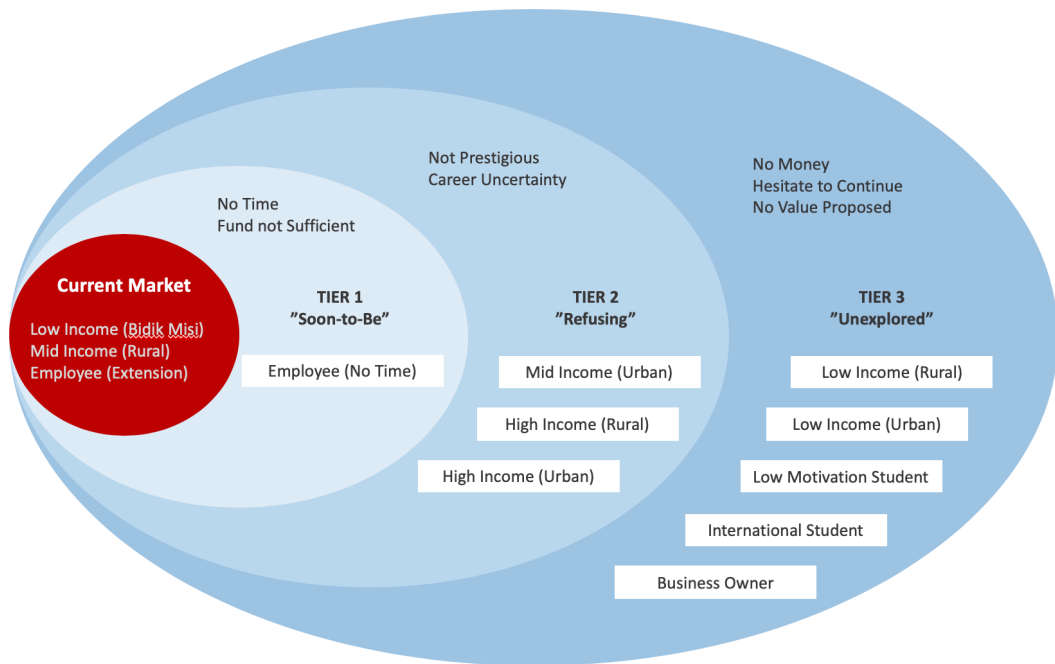 Current Market
Low Income (Bidik Misi)
Mid Income (Rural)
Employee (Extension)
No Time
Fund not Sufficient
TIER 1
”Soon-to-Be”
Employee (No Time)
Not Prestigious
Career Uncertainty
TIER 2
”Refusing”
Mid Income (Urban)
High Income (Rural)
High Income (Urban)
No Money
Hesitate to Continue
No Value Proposed
TIER 3
”Unexplored”
Low Income (Rural)
Low Income (Urban)
Low Motivation Student
International Student
Business Owner